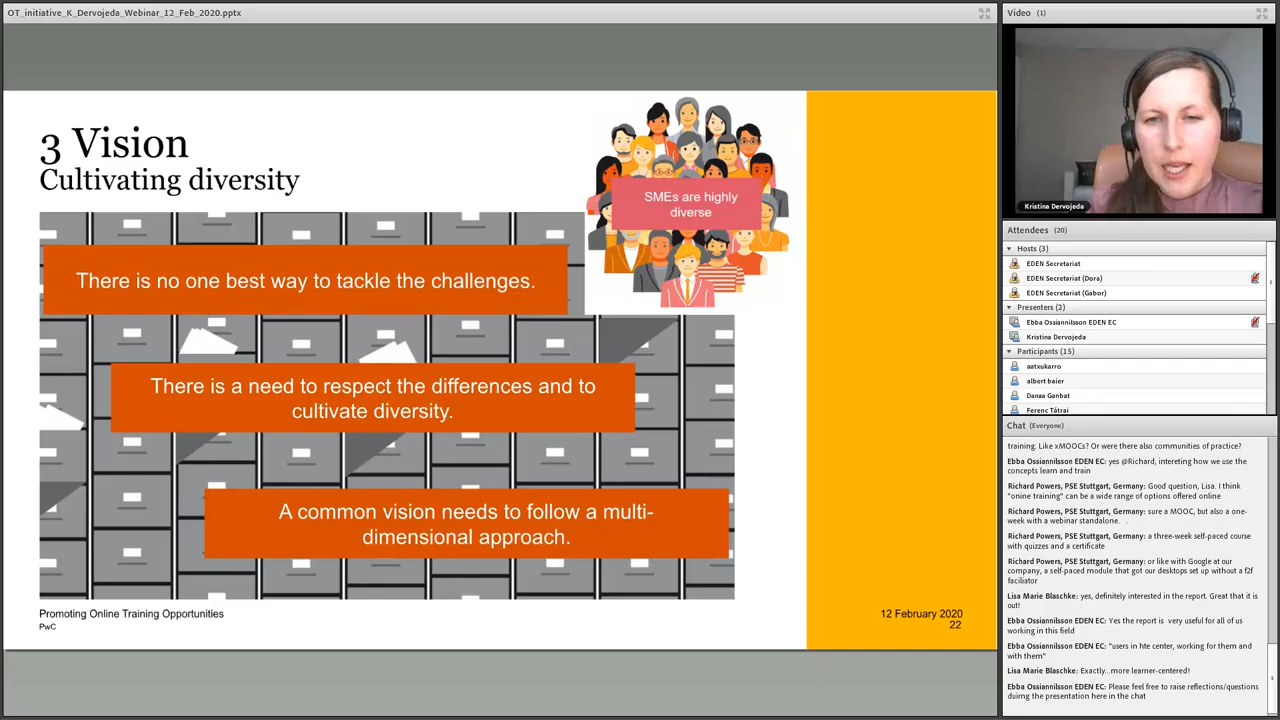 OT_initiative_K_Dervojeda_Webinar_12_Feb_2020.pptx
3 Vision
Cultivating diversity
SMEs are highly
diverse
There is no one best way to tackle the challenges.
There is a need to respect the differences and to
cultivate diversity.
A common vision needs to follow a multi-
dimensional approach.
Promoting Online Training Opportunities
PwC
12 February 2020
22
Video (1)
Kristina Dervojeda
Attendees (20)
Hosts (3)
EDEN Secretariat
EDEN Secretariat (Dora)
EDEN Secretariat (Gabor)
Presenters (2)
Ebba Ossiannilsson EDEN EC
Kristina Dervojeda
Participants (15)
aatxukarro
albert baier
Danaa Ganbat
Ferenc Tátrai
Chat (Everyone)
training. Like xMOOCs? Or were there also communities of practice?
Ebba Ossiannilsson EDEN EC: yes @Richard, intereting how we use the
concepts learn and train
Richard Powers, PSE Stuttgart, Germany: Good question, Lisa. I think
"onine training" can be a wide range of options offered online
Richard Powers, PSE Stuttgart, Germany: sure a MOOC, but also a one-
week with a webinar standalone. .
Richard Powers, PSE Stuttgart, Germany: a three-week self-paced course
with quizzes and a certificate
Richard Powers, PSE Stuttgart, Germany: or like with Google at our
company, a self-paced module that got our desktops set up without a f2f
faciliator
Lisa Marie Blaschke: yes, definitely interested in the report. Great that it is
out!
Ebba Ossiannilsson EDEN EC: Yes the report is very useful for all of us
working in this field
Ebba Ossiannilsson EDEN EC: "users in hte center, working for them and
with them"
Lisa Marie Blaschke: Exactly...more learner-centered!
Ebba Ossiannilsson EDEN EC: Please feel free to raise reflections/questions
duimg the presentation here in the chat